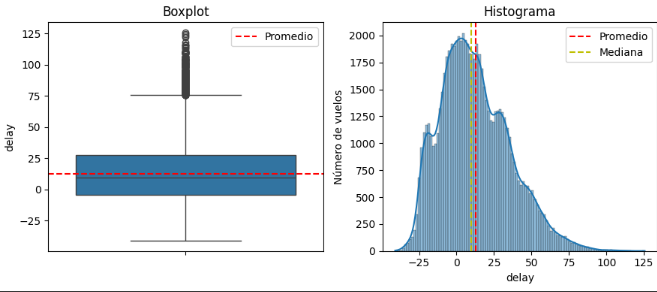 Boxplot
Promedio
125
100
75
50
25
0
−25
delay
Histograma
Promedio
Mediana
2000
1750
1500
1250
1000
750
500
250
0
Número de vuelos
−25 0 25 50 75 100 125
delay